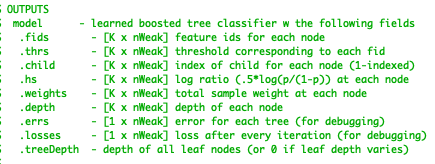 % OUTPUTS
% model - learned boosted tree classifier w the following fields
% .fids - [K x nWeak] feature ids for each node
% .thrs - [K x nWeak] threshold corresponding to each fid
% .child - [K x nWeak] index of child for each node (1-indexed)
% .hs - [K x nWeak] log ratio (.5*log(p/(1-p)) at each node
% .weights - [K x nWeak] total sample weight at each node
% .depth - [K x nWeak] depth of each node
% .errs - [1 x nWeak] error for each tree (for debugging)
% .losses - [1 x nWeak] loss after every iteration (for debugging)
% .treeDepth - depth of all leaf nodes (or 0 if leaf depth varies)